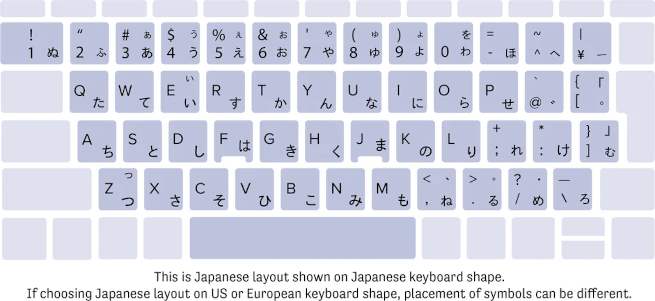 ! 1 ぬ " 2 ふ # ぁ 3 あ $ ぅ 4 う % ぇ 5 え & ぉ 6 お ' ゃ 7 や ( ゅ 8 ゆ ) ょ 9 よ を 0 わ = - ほ ~ ^ へ | ¥ ー
Q た W て E ぃ い R す T か Y ん U な I に O ら P せ ` @ ゛ { 「 [ ゜
A ち S と D し F は G き H く J ま K の L り + ; れ * : け } 」 ] む
Z っ つ X さ C そ V ひ B こ N み M も < 、 , ね > 。 . る ? ・ / め _ \ ろ
This is Japanese layout shown on Japanese keyboard shape.
If choosing Japanese layout on US or European keyboard shape, placement of symbols can be different.